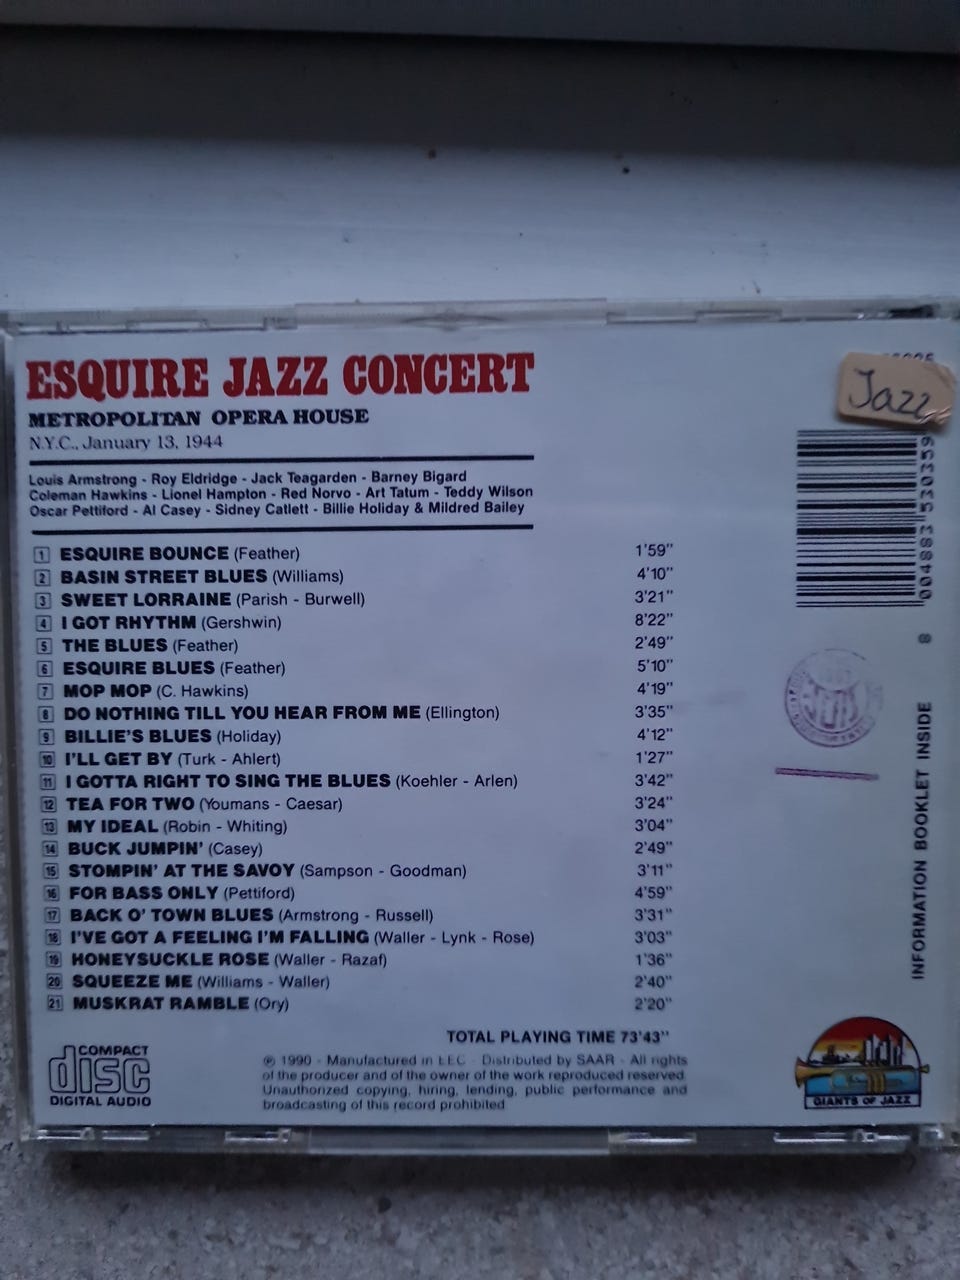 ESQUIRE JAZZ CONCERT
METROPOLITAN OPERA HOUSE
N.Y.C., January 13, 1944
Jazz
Louis Armstrong - Roy Eldridge - Jack Teagarden - Barney Bigard
Coleman Hawkins - Lionel Hampton - Red Norvo - Art Tatum - Teddy Wilson
Oscar Pettiford - Al Casey - Sidney Catlett - Billie Holiday & Mildred Bailey
1 ESQUIRE BOUNCE (Feather) 1'59"
2 BASIN STREET BLUES (Williams) 4'10"
3 SWEET LORRAINE (Parish - Burwell) 3'21"
4 I GOT RHYTHM (Gershwin) 8'22"
5 THE BLUES (Feather) 2'49"
6 ESQUIRE BLUES (Feather) 5'10"
7 MOP MOP (C. Hawkins) 4'19"
8 DO NOTHING TILL YOU HEAR FROM ME (Ellington) 3'35"
9 BILLIE'S BLUES (Holiday) 4'12"
10 I'LL GET BY (Turk - Ahlert) 1'27"
11 I GOTTA RIGHT TO SING THE BLUES (Koehler - Arlen) 3'42"
12 TEA FOR TWO (Youmans - Caesar) 3'24"
13 MY IDEAL (Robin - Whiting) 3'04"
14 BUCK JUMPIN' (Casey) 2'49"
15 STOMPIN' AT THE SAVOY (Sampson - Goodman) 3'11"
16 FOR BASS ONLY (Pettiford) 4'59"
17 BACK O' TOWN BLUES (Armstrong - Russell) 3'31"
18 I'VE GOT A FEELING I'M FALLING (Waller - Lynk - Rose) 3'03"
19 HONEYSUCKLE ROSE (Waller - Razaf) 1'36"
20 SQUEEZE ME (Williams - Waller) 2'40"
21 MUSKRAT RAMBLE (Ory) 2'20"
TOTAL PLAYING TIME 73'43"
COMPACT
disc
DIGITAL AUDIO
℗ 1990 - Manufactured in EEC - Distributed by SAAR - All rights
of the producer and of the owner of the work reproduced reserved
Unauthorized copying, hiring, lending, public performance and
broadcasting of this record prohibited
8 004883 530359
INFORMATION BOOKLET INSIDE
GIANTS OF JAZZ